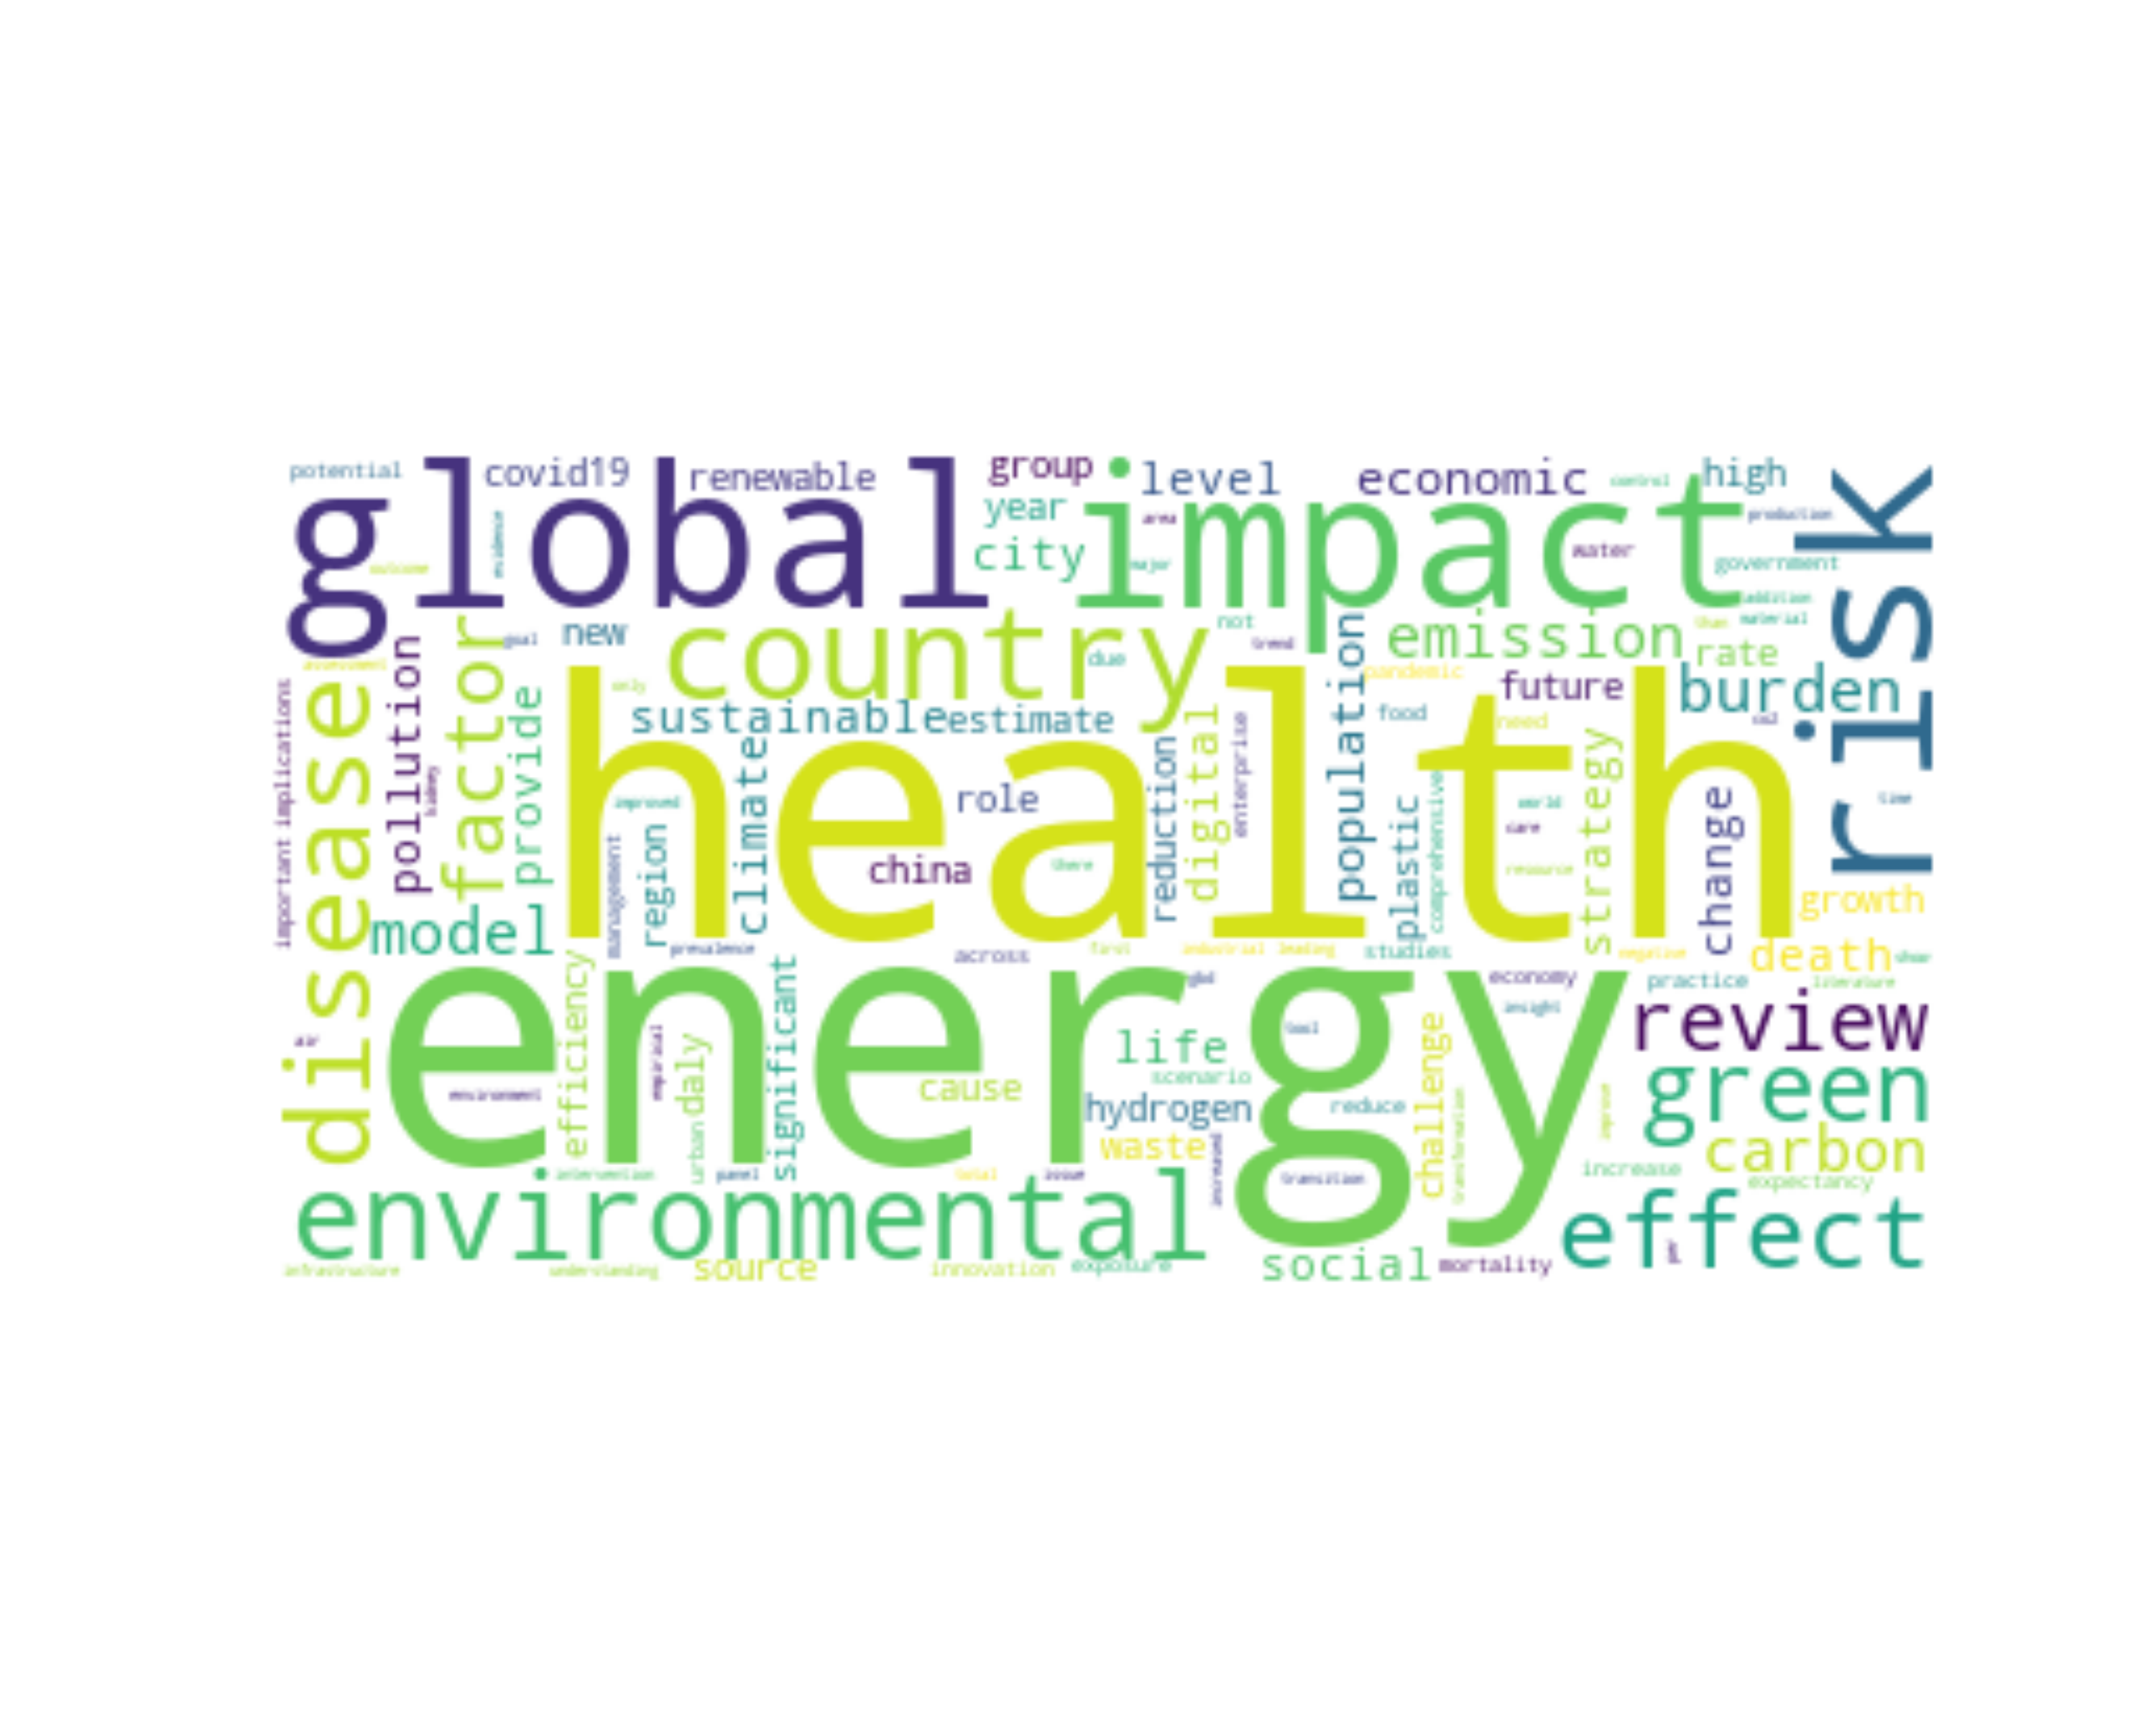 potential
covid19
renewable
group
level
economic
control
high
global
impact
risk
year
city
evidence
outcome
area
major
water
production
government
addition
material
than
new
goal
country
not
trend
due
emission
rate
assessment
disease
pollution
factor
provide
only
sustainable
estimate
population
pandemic
future
burden
food
need
coal
health
important implications
kidney
climate
improved
role
reduction
digital
enterprise
plastic
comprehensive
world
care
resource
strategy
change
time
management
region
china
there
growth
model
prevalence
across
first
industrial
leading
studies
negative
death
show
energy
efficiency
significant
gbd
economy
practice
literature
insight
review
air
environment
empirical
urban
daly
life
scenario
cause
hydrogen
waste
tool
reduce
challenge
transformation
improve
green
carbon
intervention
panel
total
issue
increased
transition
increase
expectancy
environmental
effect
infrastructure
understanding
source
innovation
exposure
social
mortality